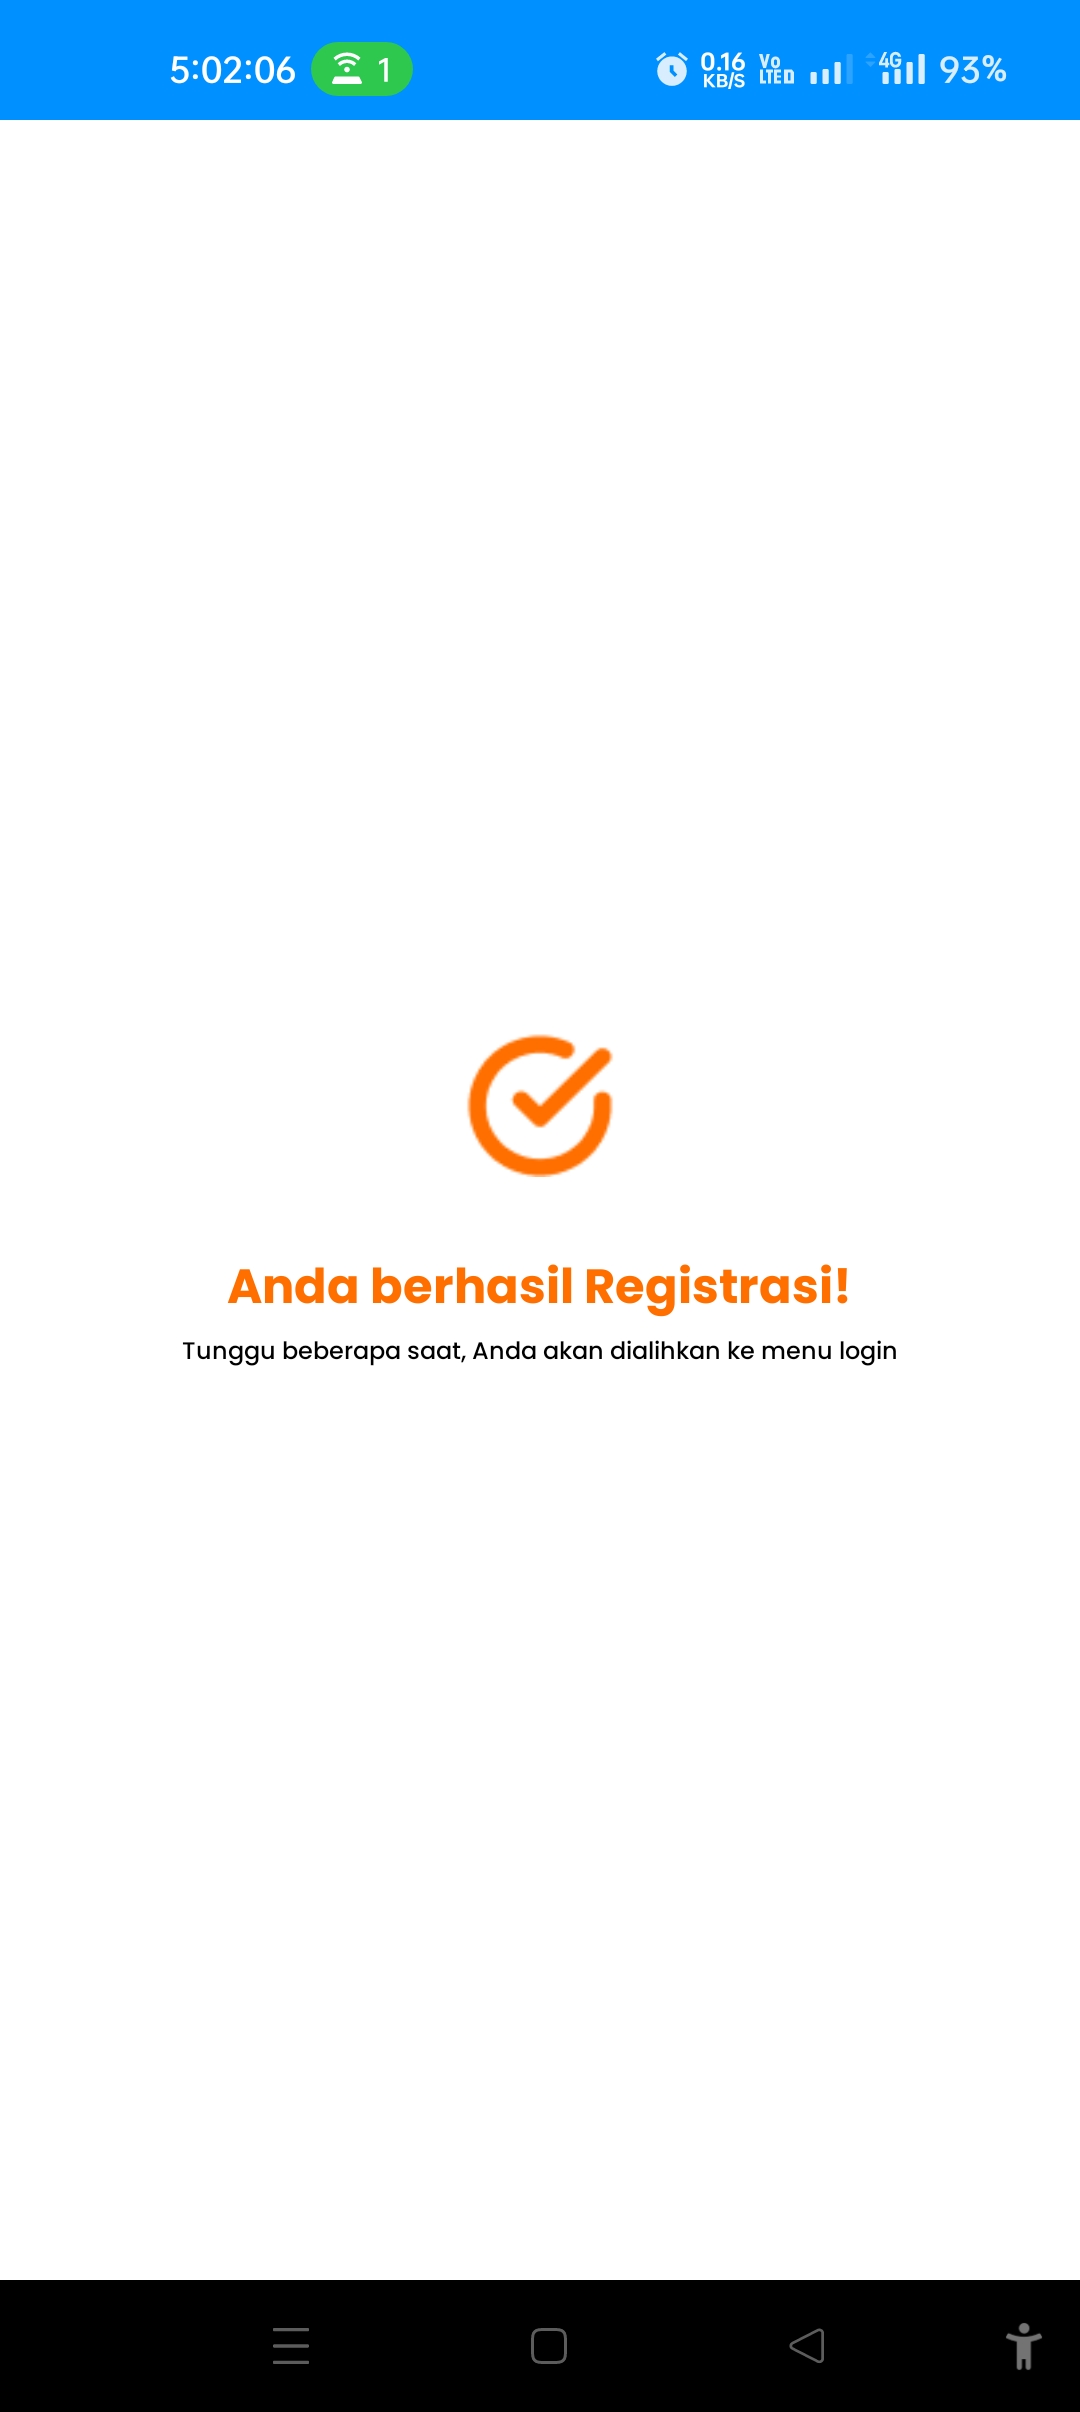 5:02:06 1 0.16 KB/S Vo LTE 4G 93%
Anda berhasil Registrasi!
Tunggu beberapa saat, Anda akan dialihkan ke menu login